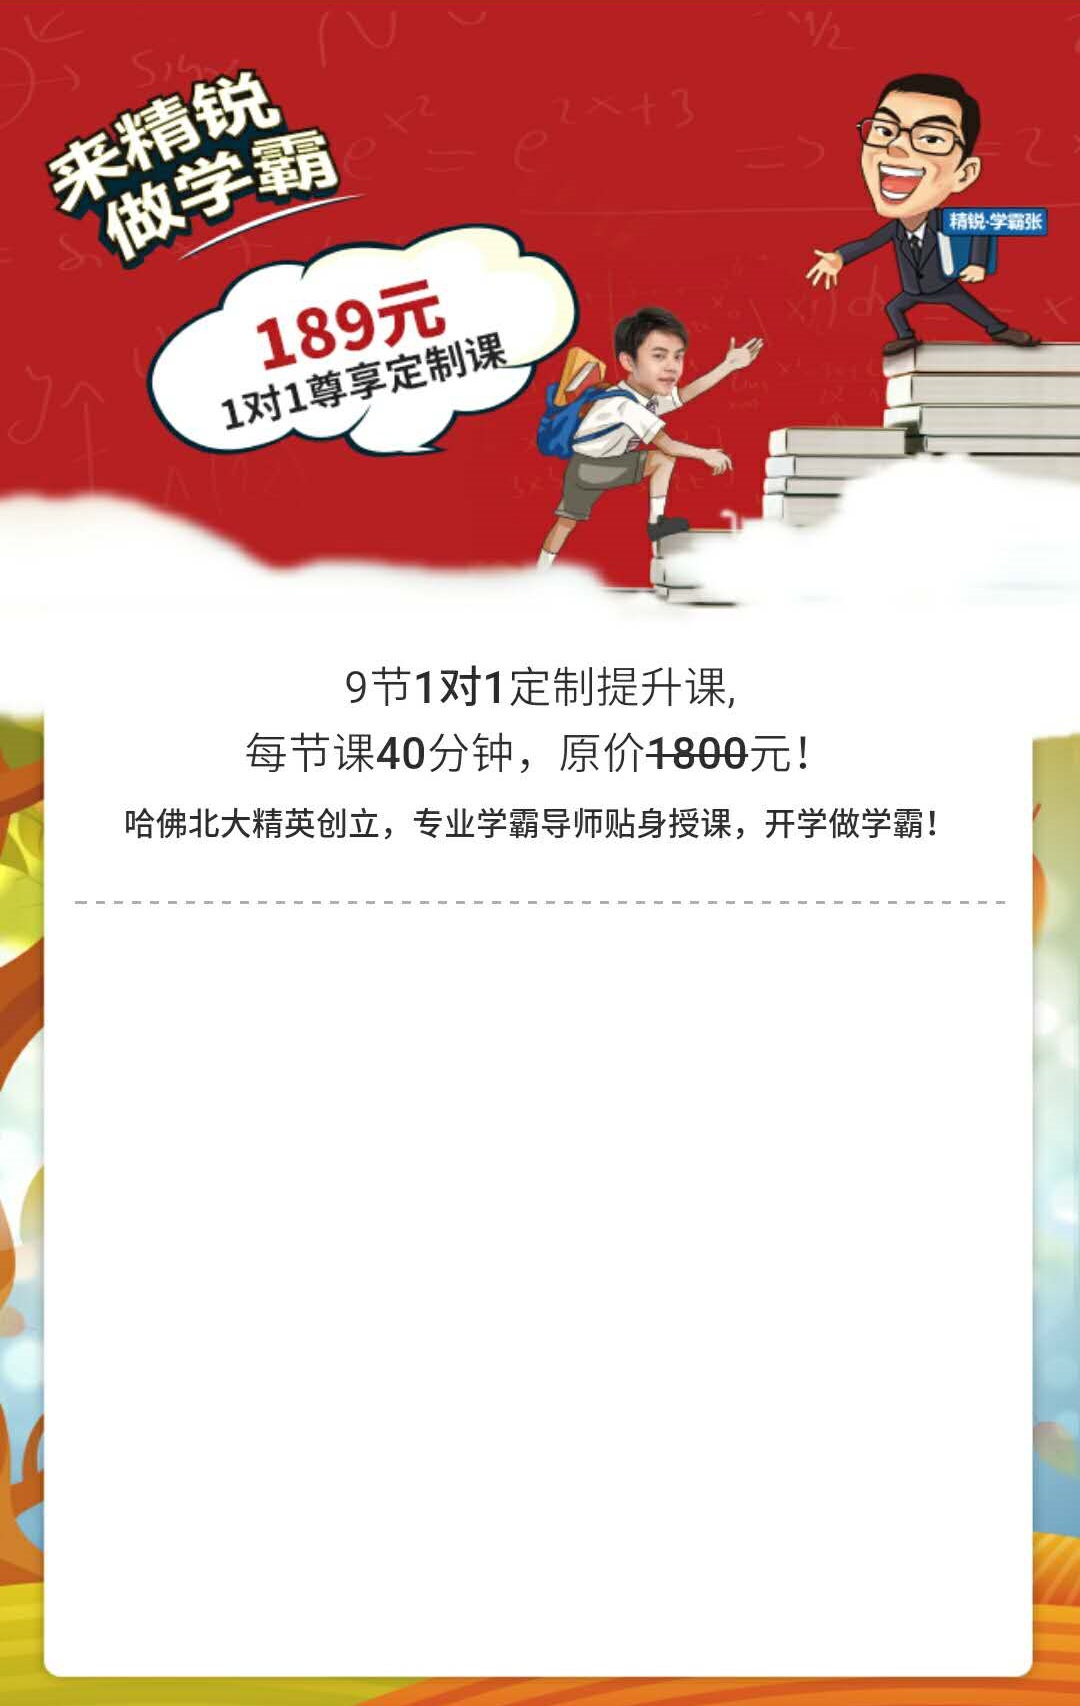 来精锐
做学霸
189元
1对1尊享定制课
精锐·学霸张
9节1对1定制提升课,
每节课40分钟，原价1800元！
哈佛北大精英创立，专业学霸导师贴身授课，开学做学霸！